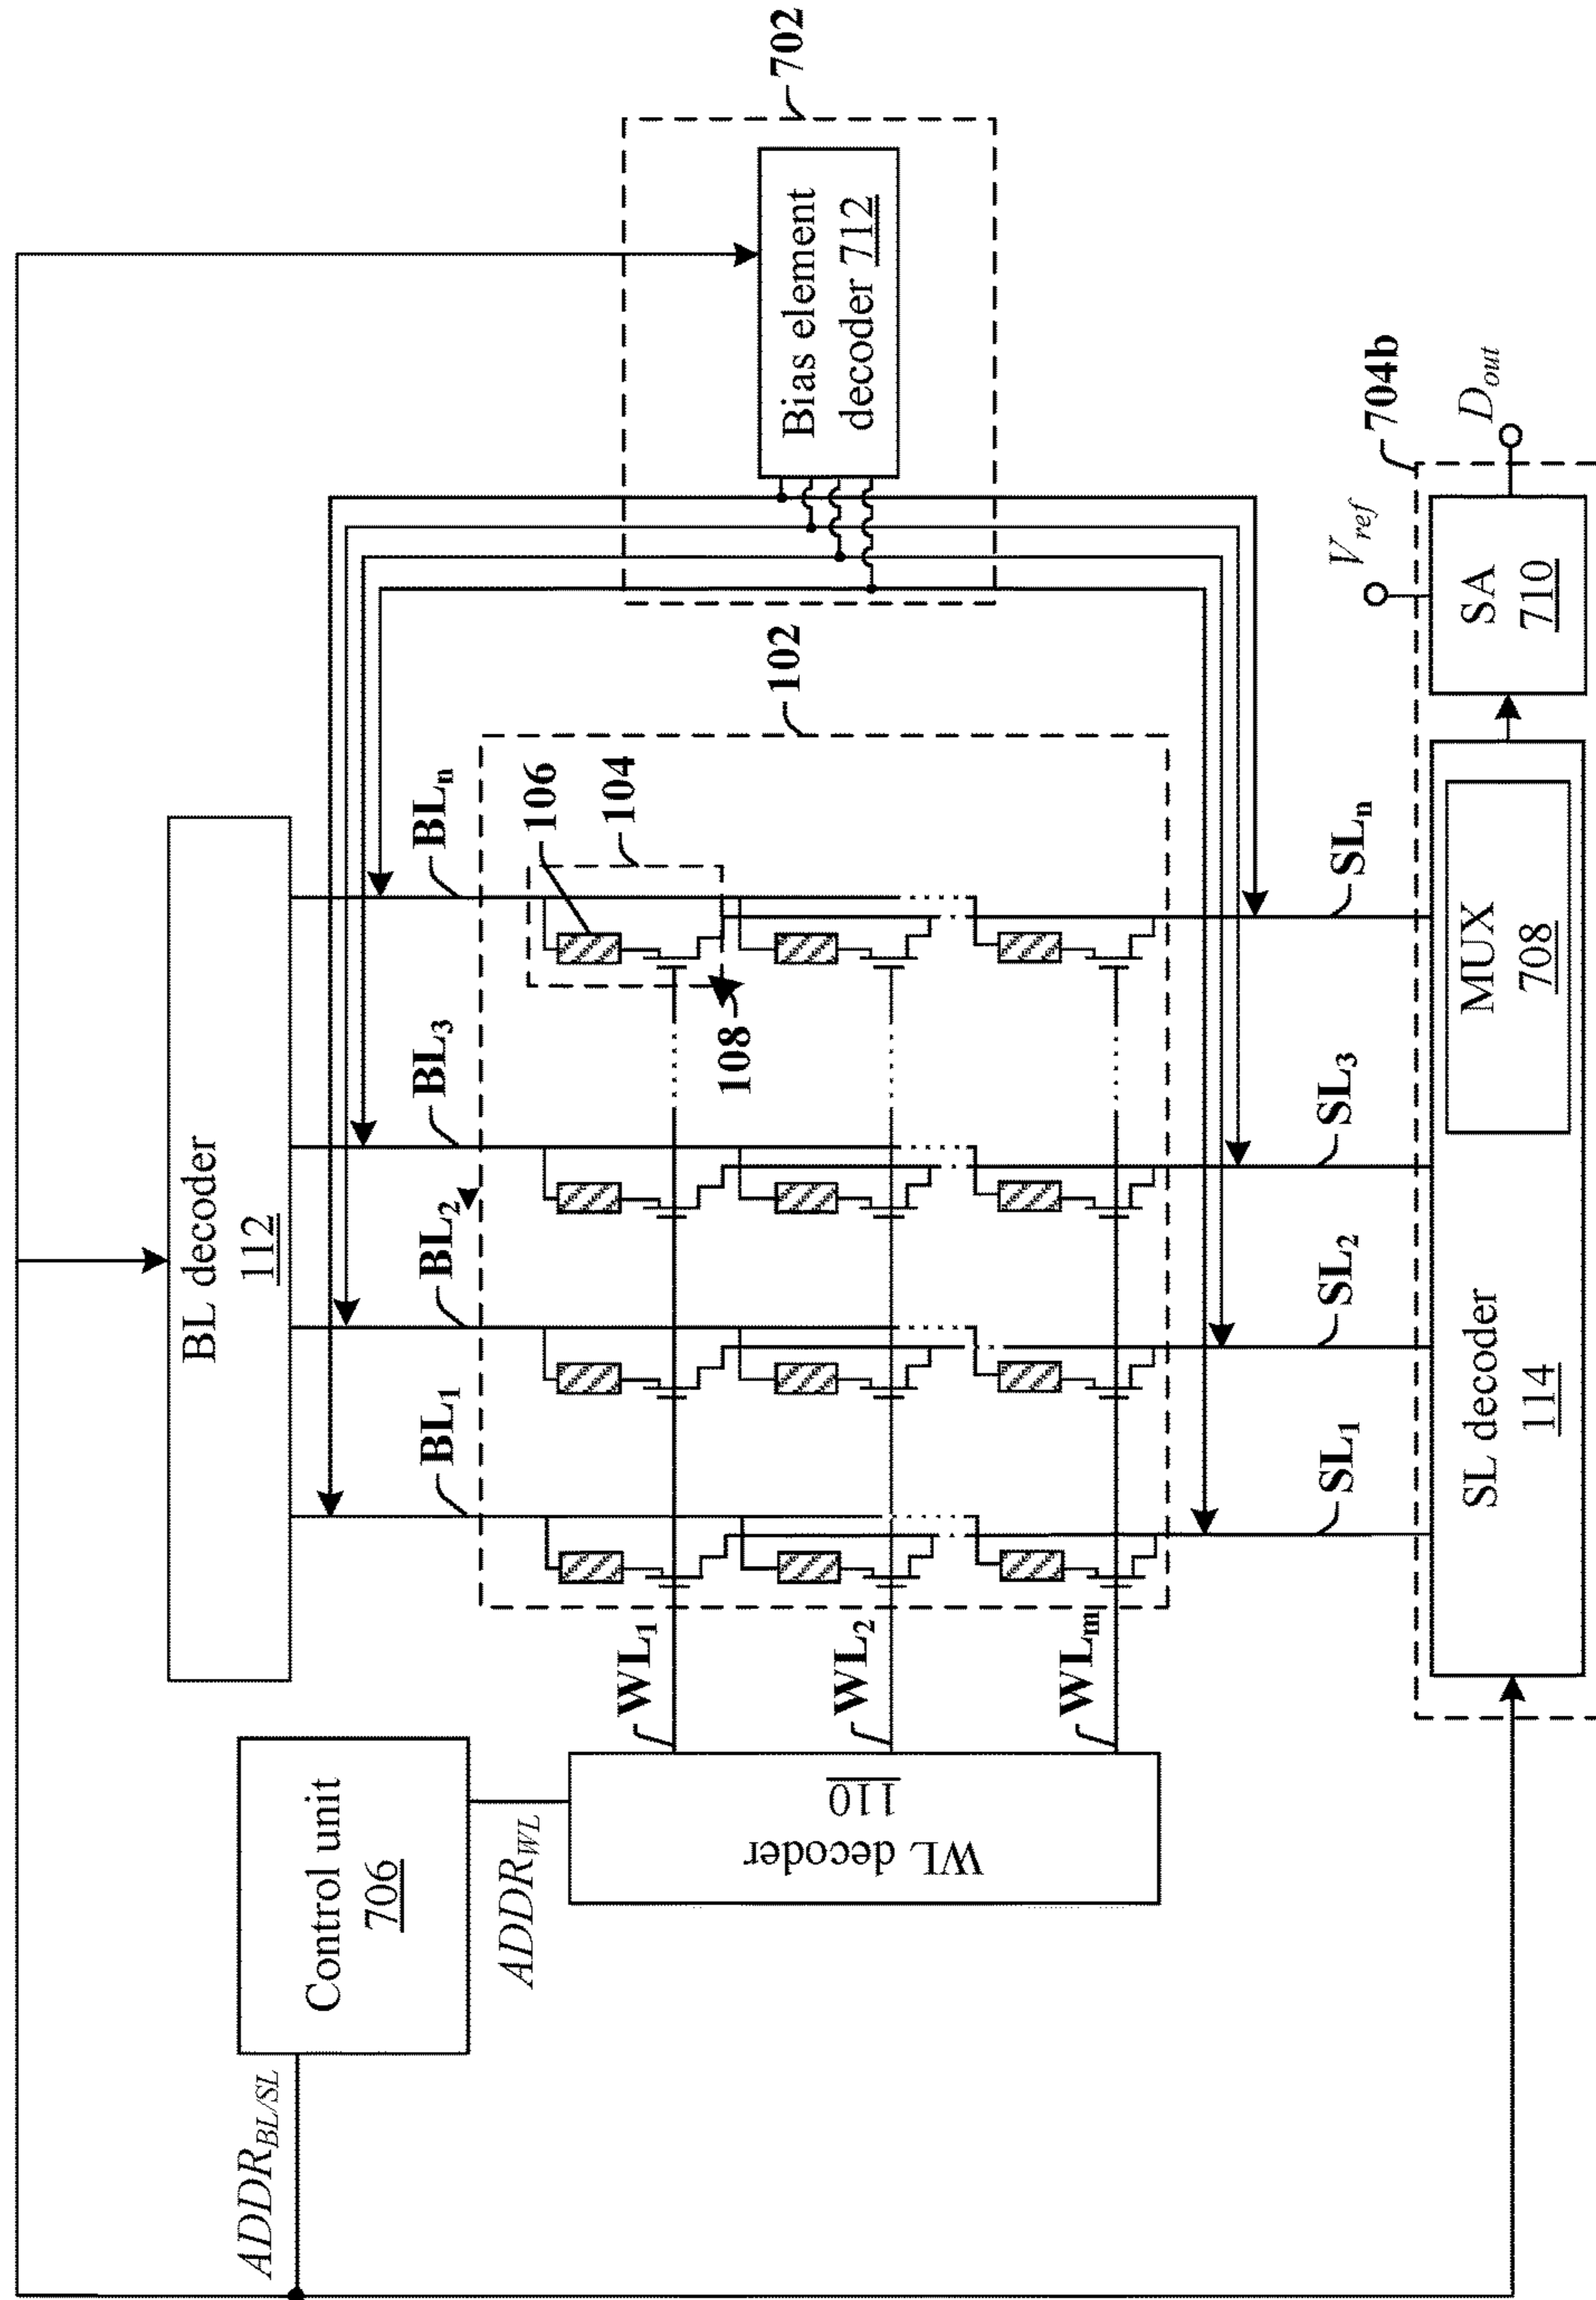 ADDR_BL/SL
Control unit
706
ADDR_WL
WL decoder
110
BL decoder
112
BL_1
BL_2
BL_3
BL_n
WL_1
WL_2
WL_m
106
104
108
102
702
Bias element
decoder 712
SL_1
SL_2
SL_3
SL_n
SL decoder
114
MUX
708
SA
710
V_ref
D_out
704b